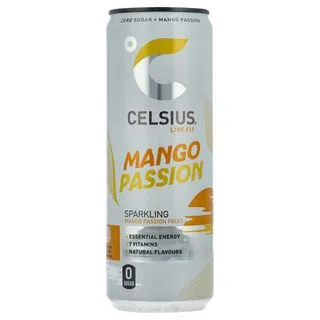 ZERO SUGAR • MANGO PASSION
CELSIUS.
LIVE FIT
MANGO
PASSION
SPARKLING
MANGO PASSION FRUIT
• ESSENTIAL ENERGY
• 7 VITAMINS
• NATURAL FLAVOURS
0
SUGAR